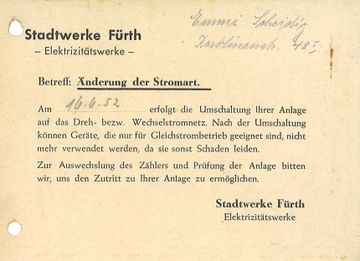 Stadtwerke Fürth
– Elektrizitätswerke –
Emmi
Karolinenstr. 48 I
Betreff: Änderung der Stromart.
Am 16.6.52 erfolgt die Umschaltung Ihrer Anlage
auf das Dreh- bezw. Wechselstromnetz. Nach der Umschaltung
können Geräte, die nur für Gleichstrombetrieb geeignet sind, nicht
mehr verwendet werden, da sie sonst Schaden leiden.
Zur Auswechslung des Zählers und Prüfung der Anlage bitten
wir, uns den Zutritt zu Ihrer Anlage zu ermöglichen.
Stadtwerke Fürth
Elektrizitätswerke